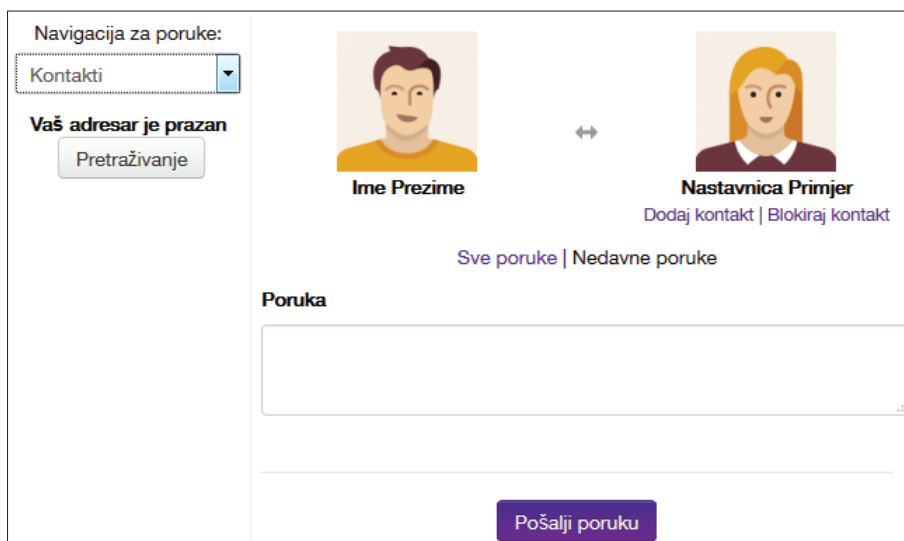 Navigacija za poruke:
Kontakti
Vaš adresar je prazan
Pretraživanje
Ime Prezime
Nastavnica Primjer
Dodaj kontakt | Blokiraj kontakt
Sve poruke | Nedavne poruke
Poruka
Pošalji poruku